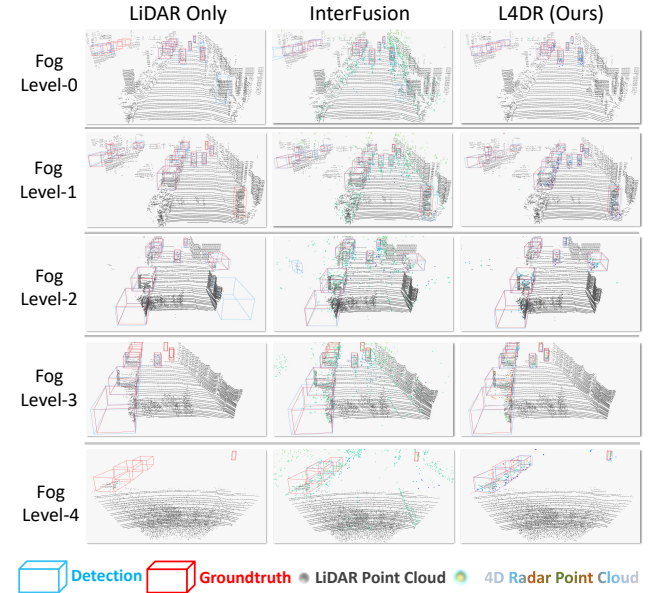 LiDAR Only InterFusion L4DR (Ours)
Fog
Level-0
Fog
Level-1
Fog
Level-2
Fog
Level-3
Fog
Level-4
Detection Groundtruth LiDAR Point Cloud 4D Radar Point Cloud